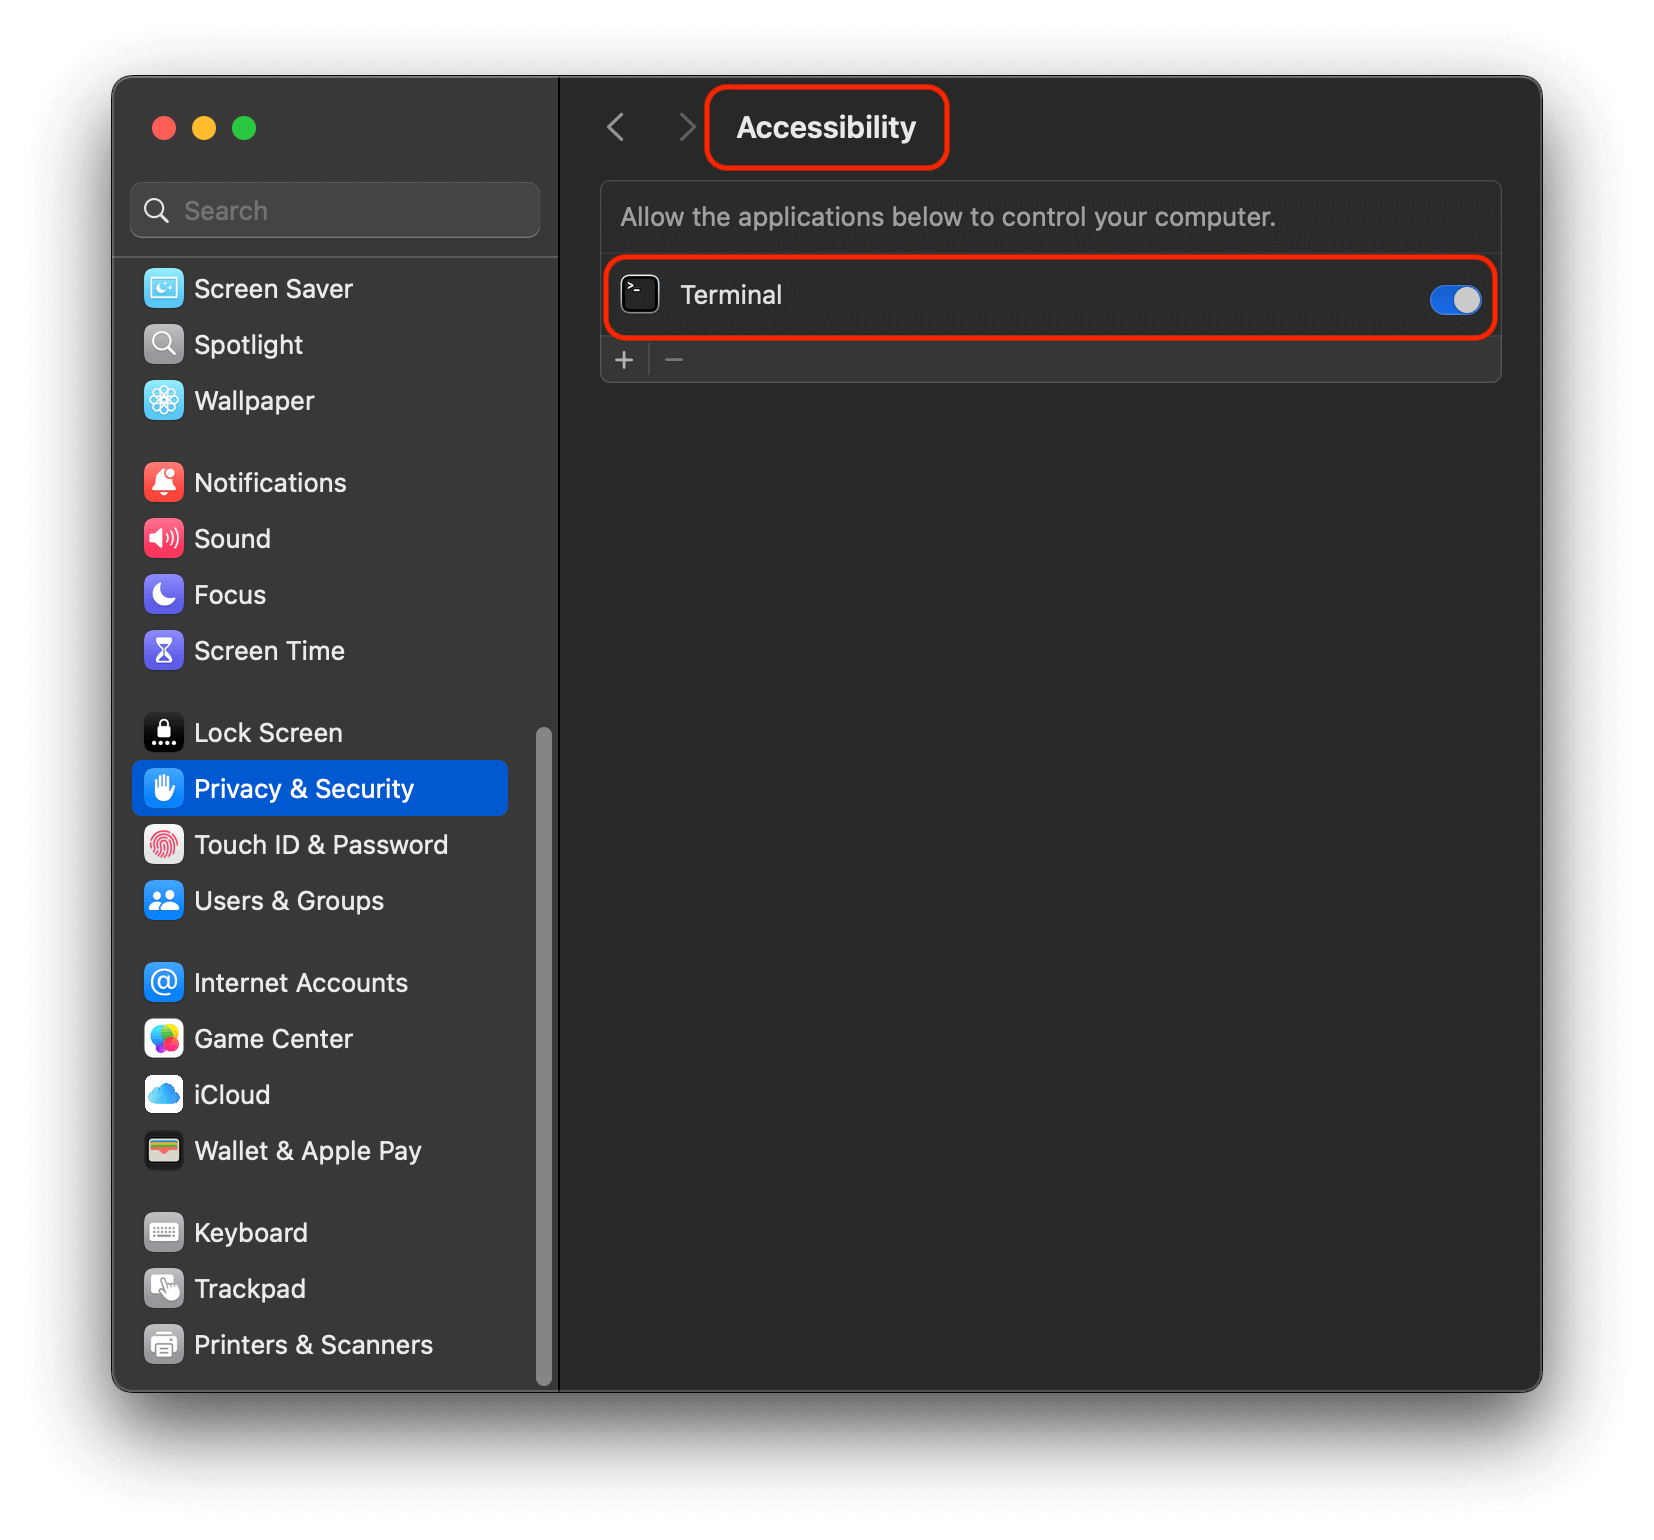 Accessibility
Search
Allow the applications below to control your computer.
Terminal
Screen Saver
Spotlight
Wallpaper
Notifications
Sound
Focus
Screen Time
Lock Screen
Privacy & Security
Touch ID & Password
Users & Groups
Internet Accounts
Game Center
iCloud
Wallet & Apple Pay
Keyboard
Trackpad
Printers & Scanners